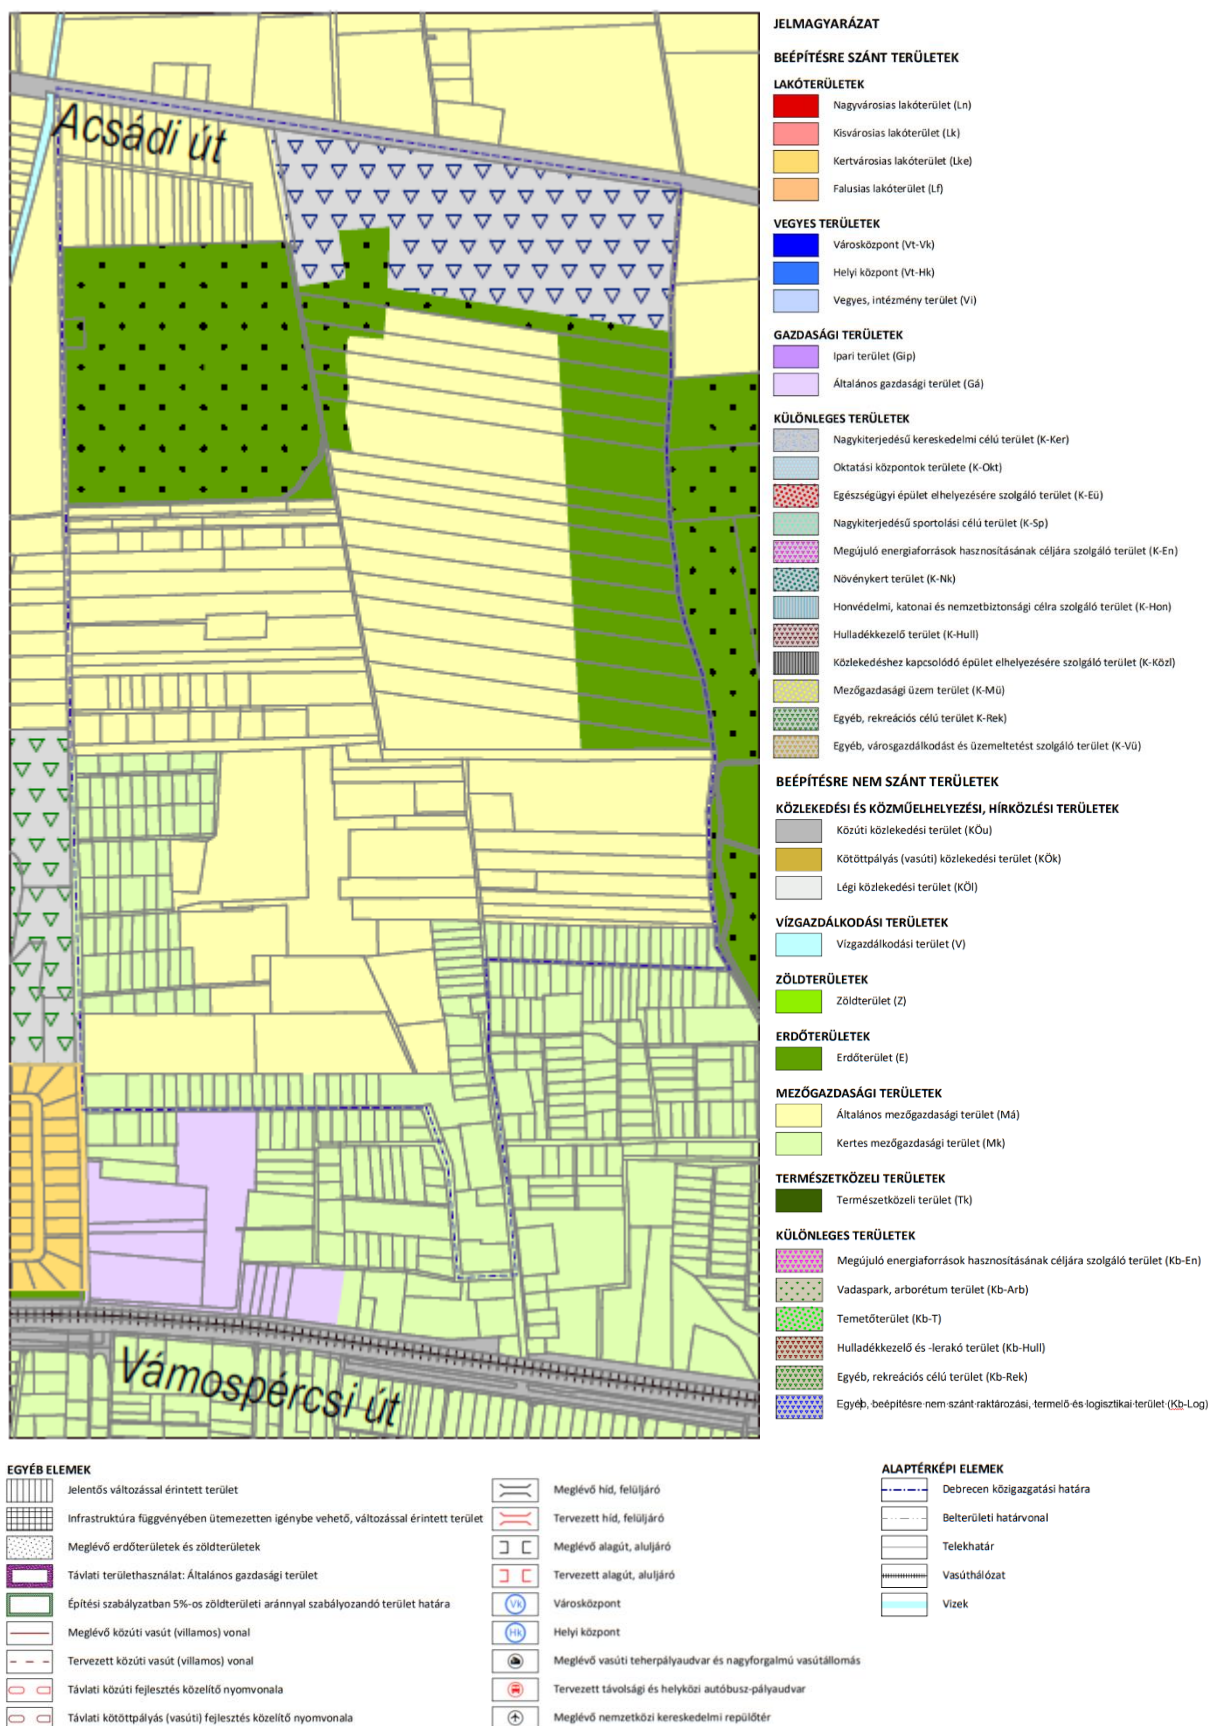 Acsádi út
Vámospércsi út
JELMAGYARÁZAT
BEÉPÍTÉSRE SZÁNT TERÜLETEK
LAKÓTERÜLETEK
Nagyvárosias lakóterület (Ln)
Kisvárosias lakóterület (Lk)
Kertvárosias lakóterület (Lke)
Falusias lakóterület (Lf)
VEGYES TERÜLETEK
Városközpont (Vt-Vk)
Helyi központ (Vt-Hk)
Vegyes, intézmény terület (Vi)
GAZDASÁGI TERÜLETEK
Ipari terület (Gip)
Általános gazdasági terület (Gá)
KÜLÖNLEGES TERÜLETEK
Nagykiterjedésű kereskedelmi célú terület (K-Ker)
Oktatási központok területe (K-Okt)
Egészségügyi épület elhelyezésére szolgáló terület (K-Eü)
Nagykiterjedésű sportolási célú terület (K-Sp)
Megújuló energiaforrások hasznosításának céljára szolgáló terület (K-En)
Növénykert terület (K-Nk)
Honvédelmi, katonai és nemzetbiztonsági célra szolgáló terület (K-Hon)
Hulladékkezelő terület (K-Hull)
Közlekedéshez kapcsolódó épület elhelyezésére szolgáló terület (K-Közl)
Mezőgazdasági üzem terület (K-Mü)
Egyéb, rekreációs célú terület K-Rek)
Egyéb, városgazdálkodást és üzemeltetést szolgáló terület (K-Vü)
BEÉPÍTÉSRE NEM SZÁNT TERÜLETEK
KÖZLEKEDÉSI ÉS KÖZMŰELHELYEZÉSI, HÍRKÖZLÉSI TERÜLETEK
Közúti közlekedési terület (KÖu)
Kötöttpályás (vasúti) közlekedési terület (KÖk)
Légi közlekedési terület (KÖl)
VÍZGAZDÁLKODÁSI TERÜLETEK
Vízgazdálkodási terület (V)
ZÖLDTERÜLETEK
Zöldterület (Z)
ERDŐTERÜLETEK
Erdőterület (E)
MEZŐGAZDASÁGI TERÜLETEK
Általános mezőgazdasági terület (Má)
Kertes mezőgazdasági terület (Mk)
TERMÉSZETKÖZELI TERÜLETEK
Természetközeli terület (Tk)
KÜLÖNLEGES TERÜLETEK
Megújuló energiaforrások hasznosításának céljára szolgáló terület (Kb-En)
Vadaspark, arborétum terület (Kb-Arb)
Temetőterület (Kb-T)
Hulladékkezelő és -lerakó terület (Kb-Hull)
Egyéb, rekreációs célú terület (Kb-Rek)
Egyéb, beépítésre nem szánt raktározási, termelő és logisztikai terület (Kb-Log)
EGYÉB ELEMEK
Jelentős változással érintett terület
Infrastruktúra függvényében ütemezetten igénybe vehető, változással érintett terület
Meglévő erdőterületek és zöldterületek
Távlati területhasználat: Általános gazdasági terület
Építési szabályzatban 5%-os zöldterületi aránnyal szabályozandó terület határa
Meglévő közúti vasút (villamos) vonal
Tervezett közúti vasút (villamos) vonal
Távlati közúti fejlesztés közelítő nyomvonala
Távlati kötöttpályás (vasúti) fejlesztés közelítő nyomvonala
Meglévő híd, felüljáró
Tervezett híd, felüljáró
Meglévő alagút, aluljáró
Tervezett alagút, aluljáró
Vk Városközpont
Hk Helyi központ
Meglévő vasúti teherpályaudvar és nagyforgalmú vasútállomás
Tervezett távolsági és helyközi autóbusz-pályaudvar
Meglévő nemzetközi kereskedelmi repülőtér
ALAPTÉRKÉPI ELEMEK
Debrecen közigazgatási határa
Belterületi határvonal
Telekhatár
Vasúthálózat
Vizek